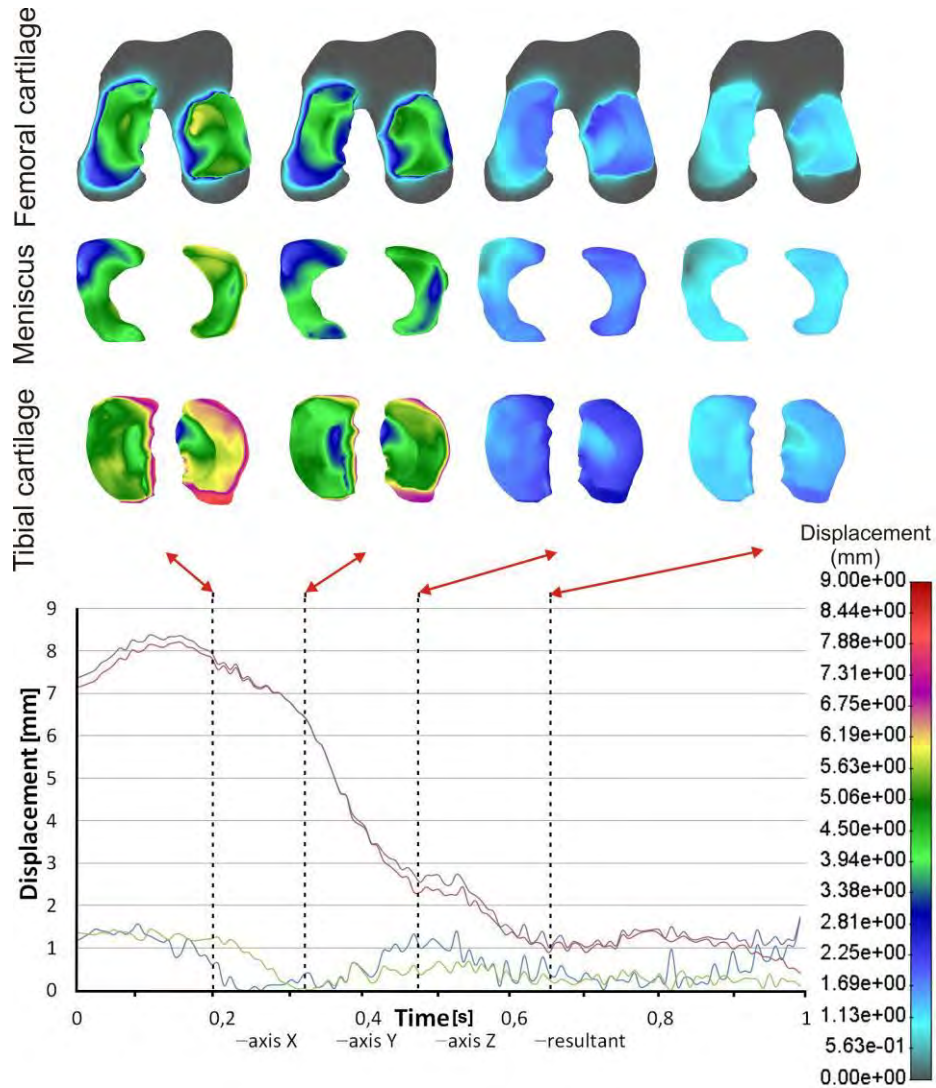 Femoral cartilage
Meniscus
Tibial cartilage
Displacement
(mm)
9.00e+00
8.44e+00
7.88e+00
7.31e+00
6.75e+00
6.19e+00
5.63e+00
5.06e+00
4.50e+00
3.94e+00
3.38e+00
2.81e+00
2.25e+00
1.69e+00
1.13e+00
5.63e-01
0.00e+00
Displacement [mm]
9
8
7
6
5
4
3
2
1
0
0 0,2 0,4 Time[s] 0,6 0,8 1
–axis X –axis Y –axis Z –resultant